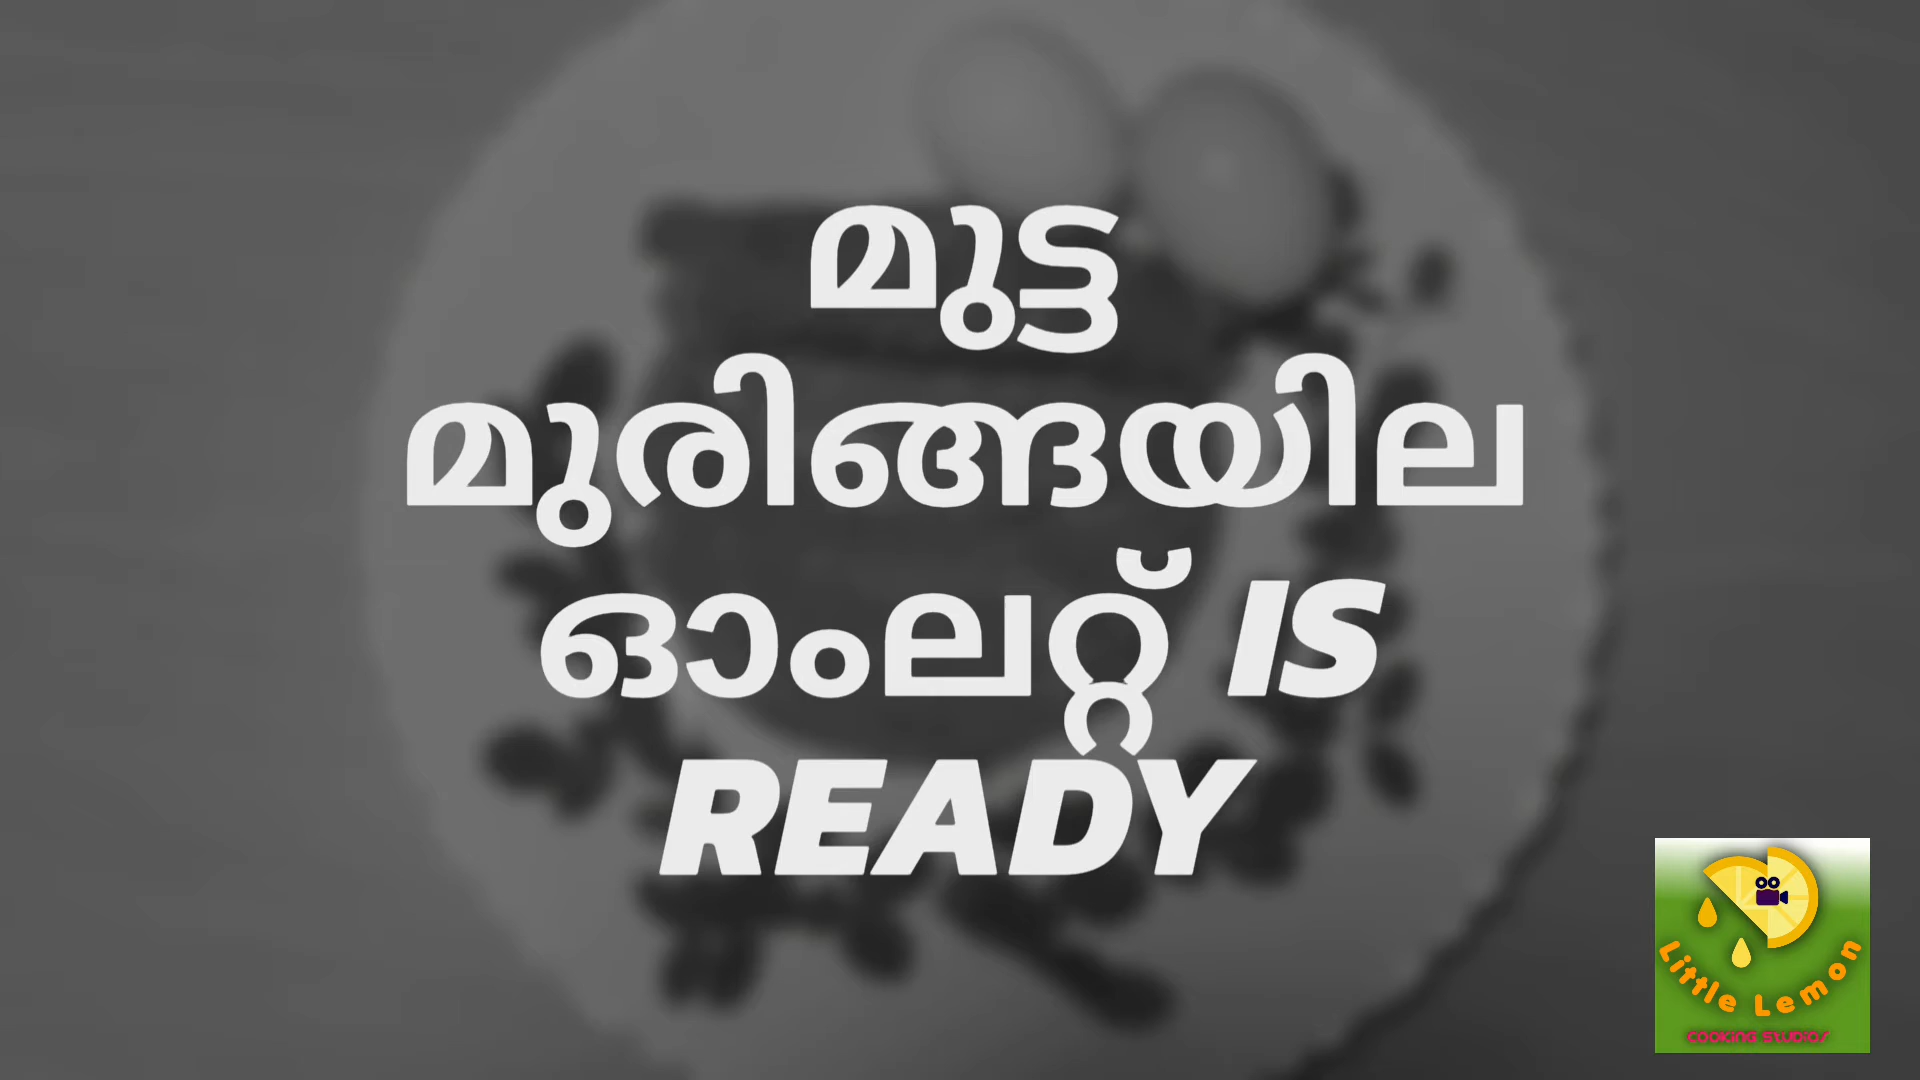 മുട്ട
മുരിങ്ങയില
ഓംലറ്റ് IS
READY
Little Lemon
COOKING STUDIOS